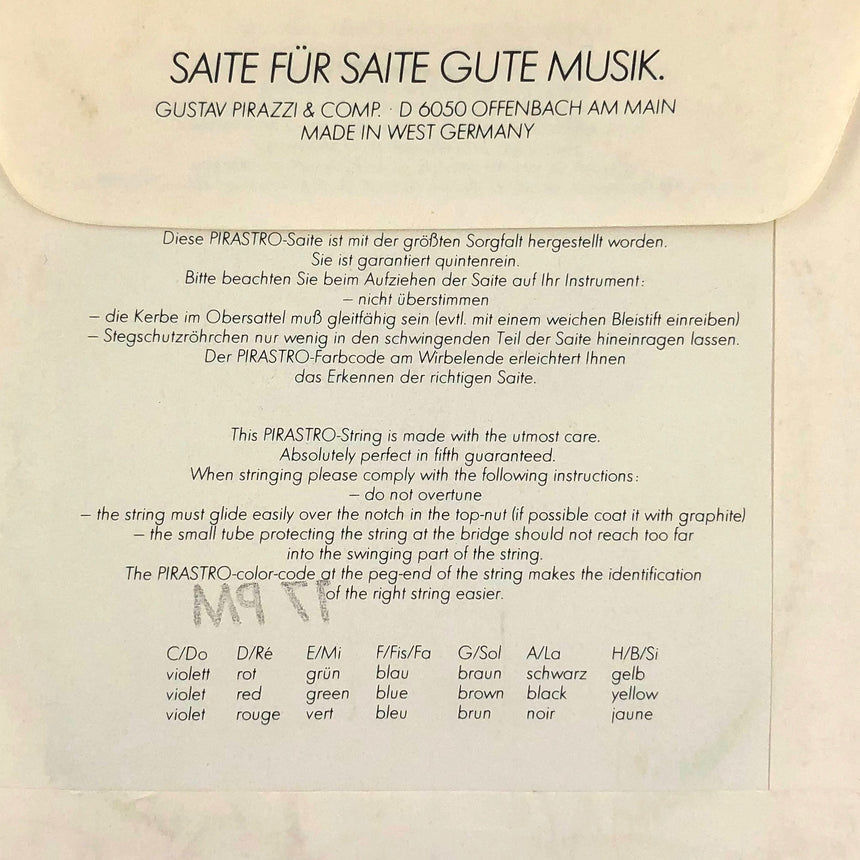 SAITE FÜR SAITE GUTE MUSIK.
GUSTAV PIRAZZI & COMP. · D 6050 OFFENBACH AM MAIN
MADE IN WEST GERMANY
Diese PIRASTRO-Saite ist mit der größten Sorgfalt hergestellt worden.
Sie ist garantiert quintenrein.
Bitte beachten Sie beim Aufziehen der Saite auf Ihr Instrument:
– nicht überstimmen
– die Kerbe im Obersattel muß gleitfähig sein (evtl. mit einem weichen Bleistift einreiben)
– Stegschutzröhrchen nur wenig in den schwingenden Teil der Saite hineinragen lassen.
Der PIRASTRO-Farbcode am Wirbelende erleichtert Ihnen
das Erkennen der richtigen Saite.
This PIRASTRO-String is made with the utmost care.
Absolutely perfect in fifth guaranteed.
When stringing please comply with the following instructions:
– do not overtune
– the string must glide easily over the notch in the top-nut (if possible coat it with graphite)
– the small tube protecting the string at the bridge should not reach too far
into the swinging part of the string.
The PIRASTRO-color-code at the peg-end of the string makes the identification
of the right string easier.
17 PM
C/Do D/Ré E/Mi F/Fis/Fa G/Sol A/La H/B/Si
violett rot grün blau braun schwarz gelb
violet red green blue brown black yellow
violet rouge vert bleu brun noir jaune